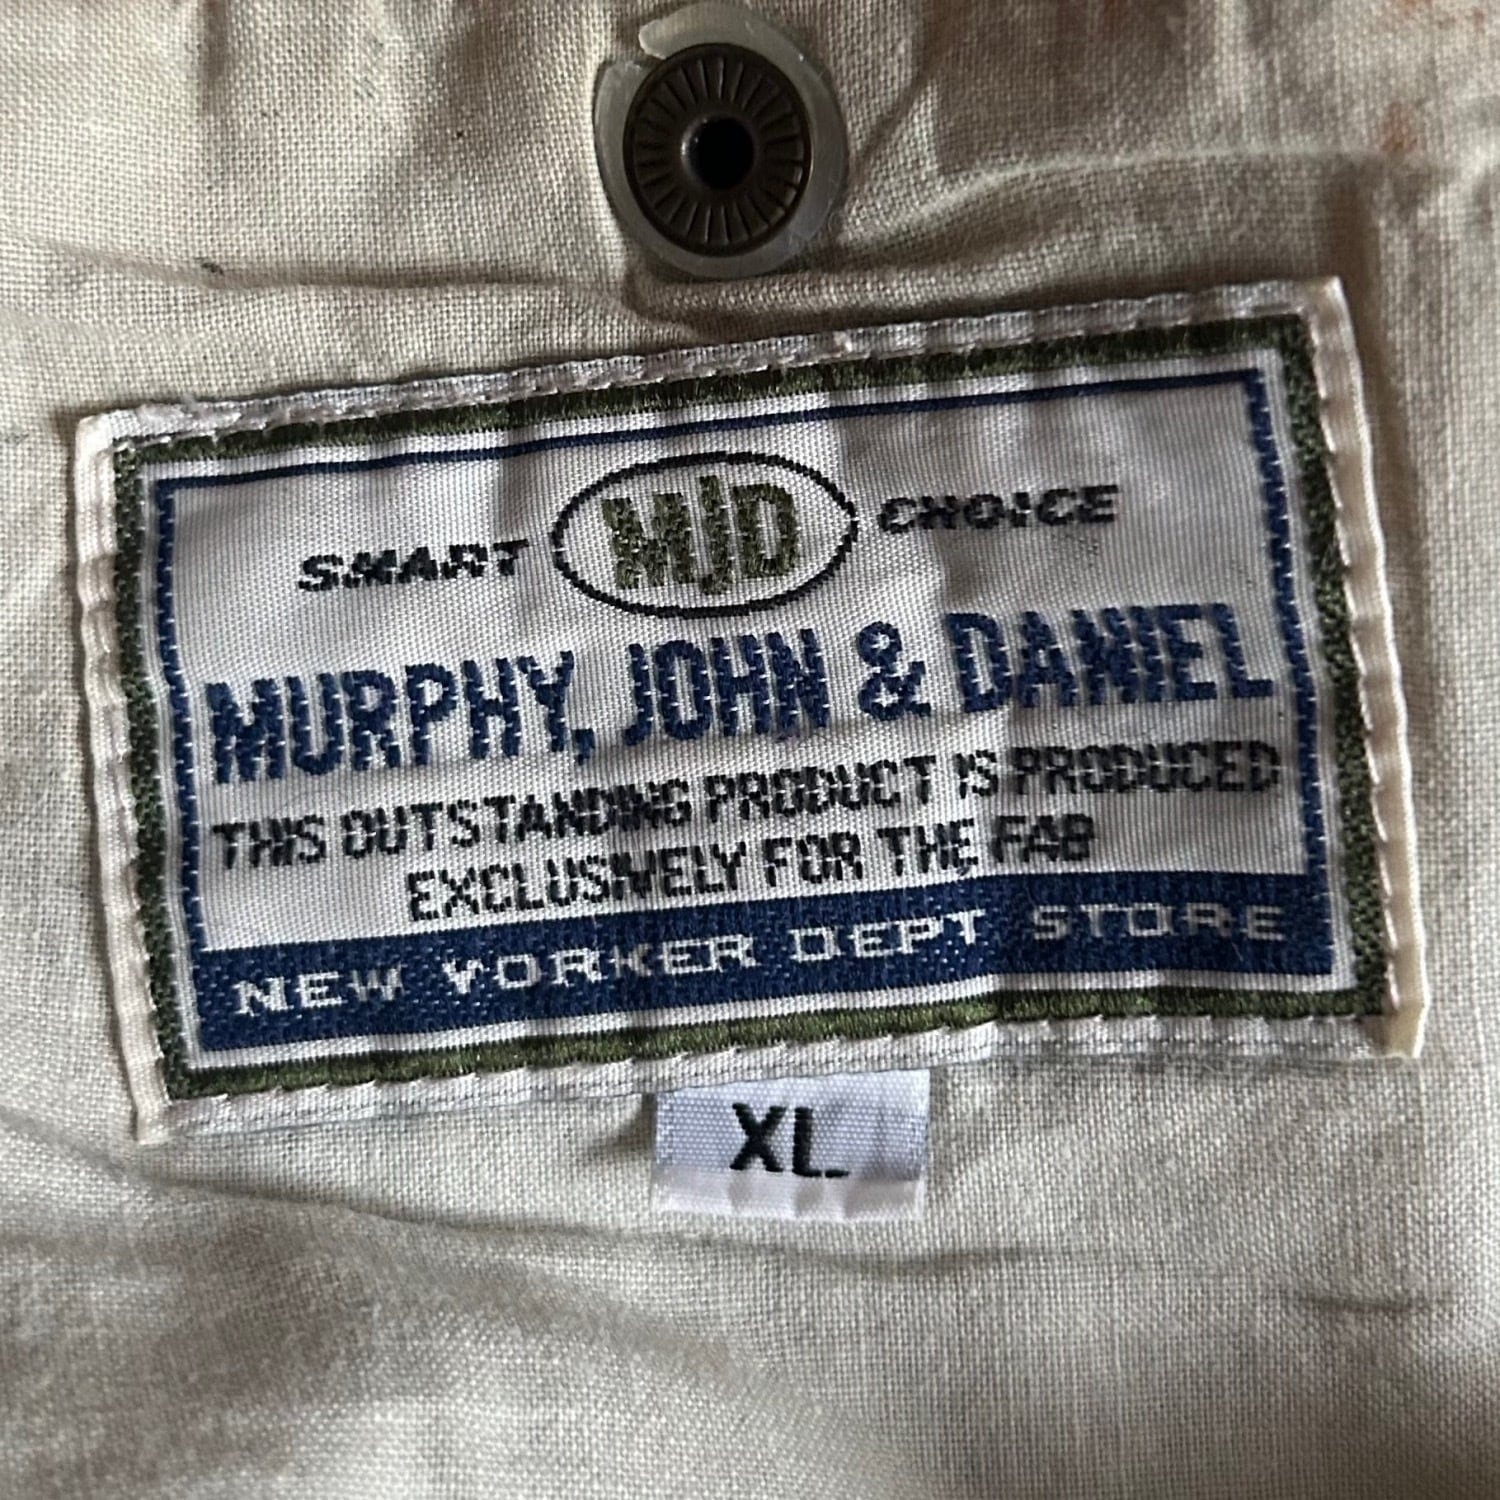 SMART MJD CHOICE
MURPHY, JOHN & DANIEL
THIS OUTSTANDING PRODUCT IS PRODUCED
EXCLUSIVELY FOR THE FAB
NEW YORKER DEPT STORE
XL